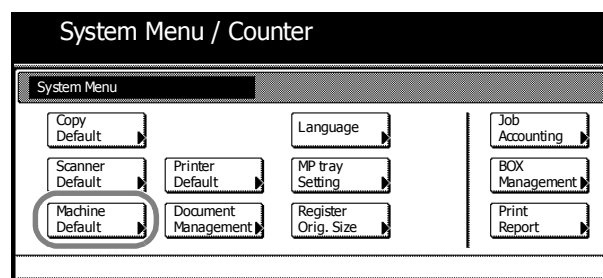 System Menu / Counter
System Menu
Copy
Default
Language
Job
Accounting
Scanner
Default
Printer
Default
MP tray
Setting
BOX
Management
Machine
Default
Document
Management
Register
Orig. Size
Print
Report